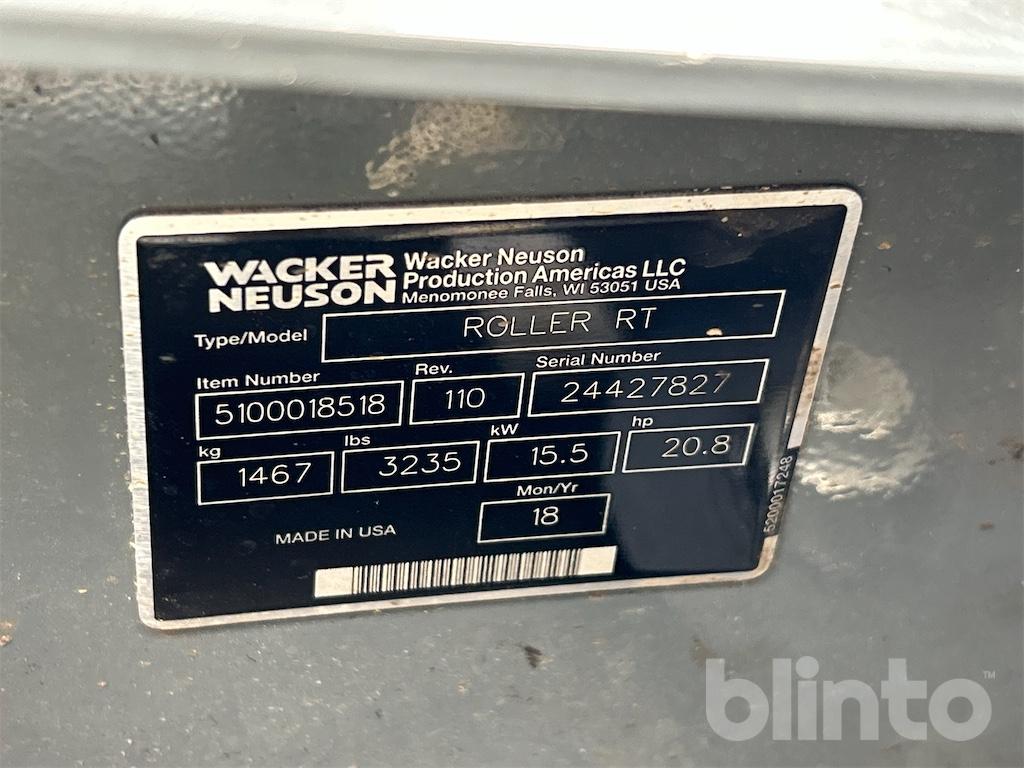 WACKER NEUSON
Wacker Neuson
Production Americas LLC
Menomonee Falls, WI 53051 USA
Type/Model ROLLER RT
Item Number Rev. Serial Number
5100018518 110 24427827
kg lbs kW hp
1467 3235 15.5 20.8
Mon/Yr
18
MADE IN USA
5200017248
blinto™